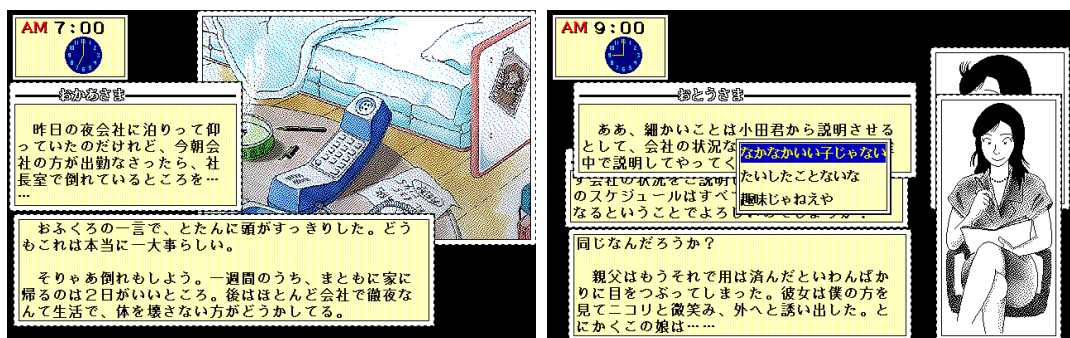 AM 7:00
おかあさま
昨日の夜会社に泊りって仰
っていたのだけれど、今朝会
社の方が出勤なさったら、社
長室で倒れているところを…
…
おふくろの一言で、とたんに頭がすっきりした。どう
もこれは本当に一大事らしい。
そりゃあ倒れもしよう。一週間のうち、まともに家に
帰るのは２日がいいところ。後はほとんど会社で徹夜な
んて生活で、体を壊さない方がどうかしてる。
AM 9:00
おとうさま
ああ、細かいことは小田君から説明させる
として、会社の状況な
中で説明してやってく
なかなかいい子じゃない
たいしたことないな
趣味じゃねえや
す会社の状況をご説明
のスケジュールはすべ
なるということでよろし
同じなんだろうか？
親父はもうそれで用は済んだといわんばか
りに目をつぶってしまった。彼女は僕の方を
見てニコリと微笑み、外へと誘い出した。と
にかくこの娘は……